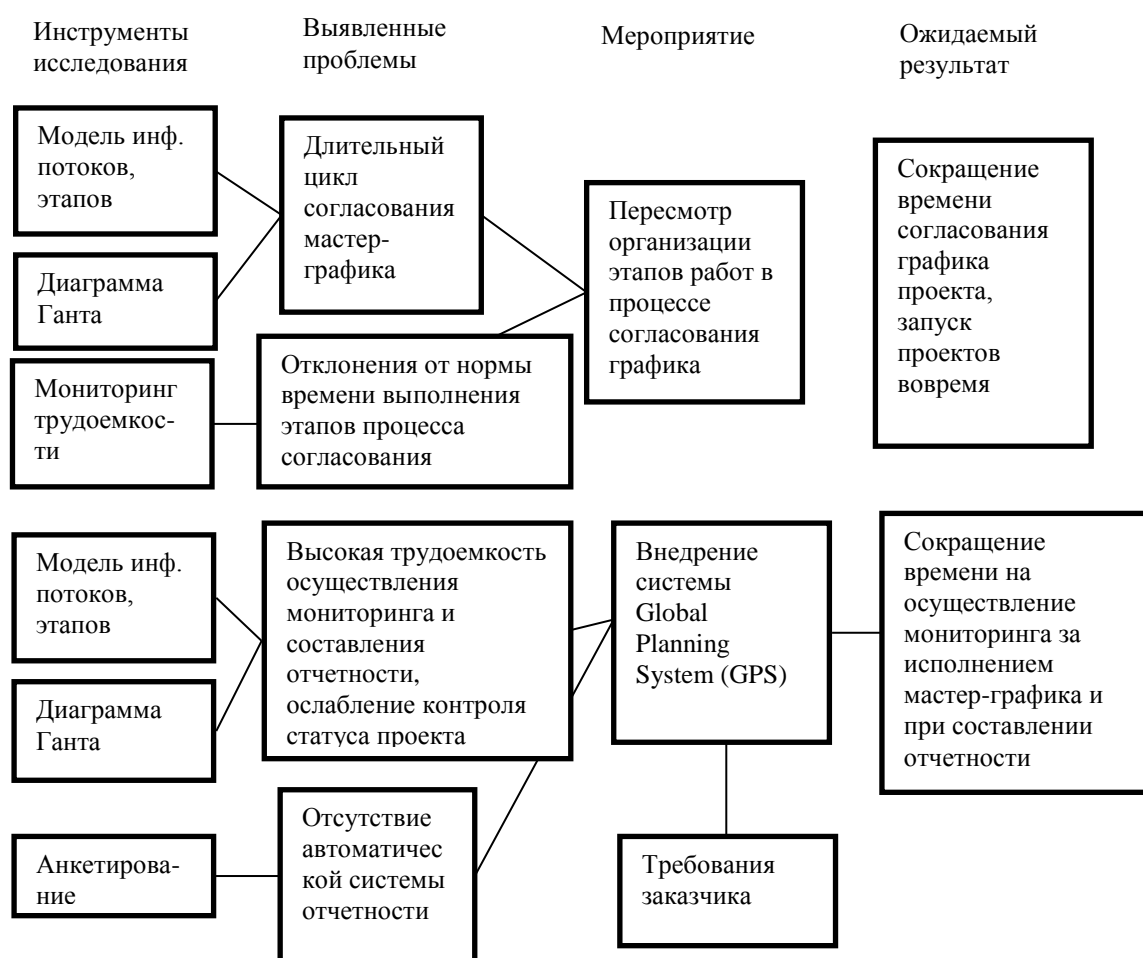 Инструменты
исследования
Выявленные
проблемы
Мероприятие
Ожидаемый
результат
Модель инф.
потоков,
этапов
Диаграмма
Ганта
Мониторинг
трудоемкос-
ти
Длительный
цикл
согласования
мастер-
графика
Отклонения от нормы
времени выполнения
этапов процесса
согласования
Пересмотр
организации
этапов работ в
процессе
согласования
графика
Сокращение
времени
согласования
графика
проекта,
запуск
проектов
вовремя
Модель инф.
потоков,
этапов
Диаграмма
Ганта
Анкетирова-
ние
Высокая трудоемкость
осуществления
мониторинга и
составления
отчетности,
ослабление контроля
статуса проекта
Отсутствие
автоматичес
кой системы
отчетности
Внедрение
системы
Global
Planning
System (GPS)
Требования
заказчика
Сокращение
времени на
осуществление
мониторинга за
исполнением
мастер-графика и
при составлении
отчетности